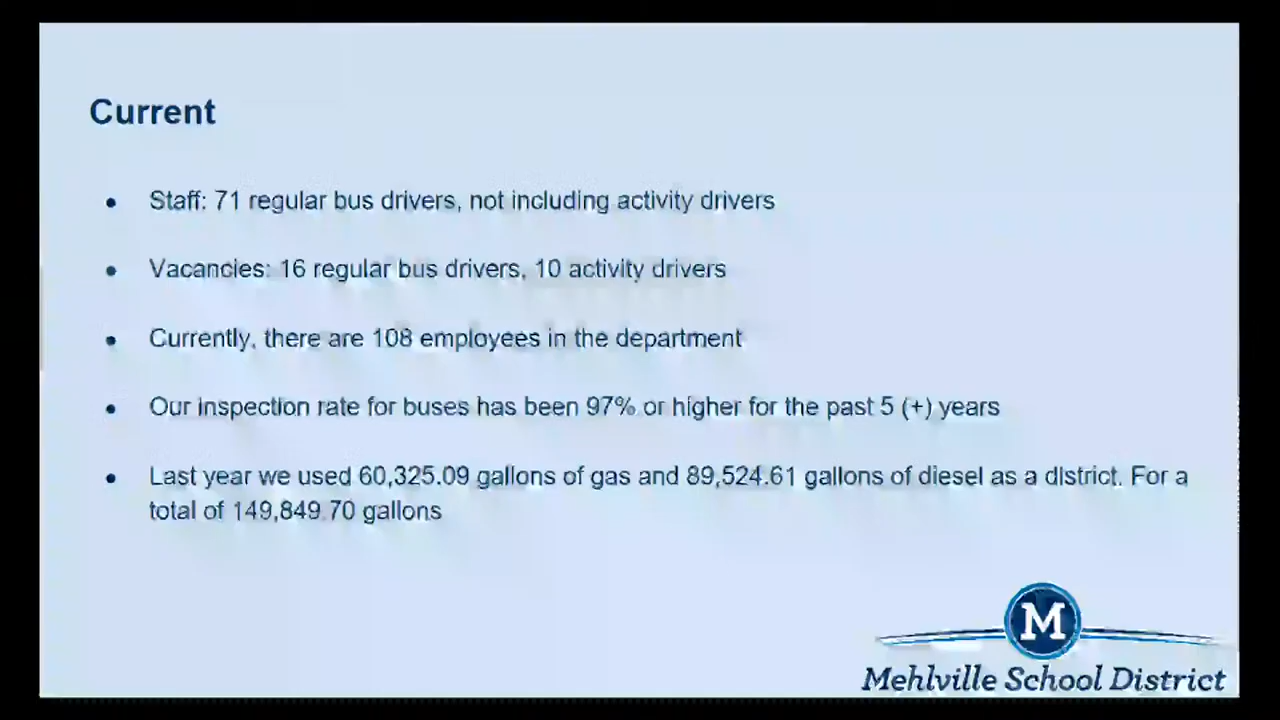 Current
• Staff: 71 regular bus drivers, not including activity drivers
• Vacancies: 16 regular bus drivers, 10 activity drivers
• Currently, there are 108 employees in the department
• Our inspection rate for buses has been 97% or higher for the past 5 (+) years
• Last year we used 60,325.09 gallons of gas and 89,524.61 gallons of diesel as a district. For a
total of 149,849.70 gallons
M
Mehlville School District